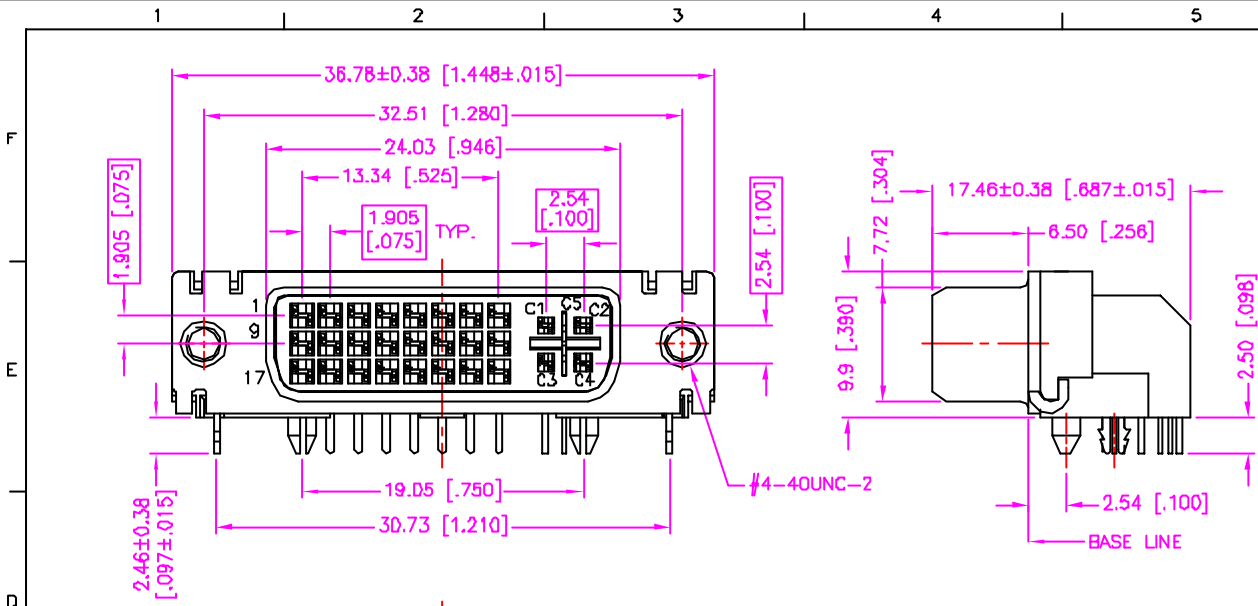 1 2 3 4 5
F
E
D
36.78±0.38 [1.448±.015]
32.51 [1.280]
24.03 [.946]
13.34 [.525]
1.905
[.075]
TYP.
2.54
[.100]
1.905 [.075]
2.54 [.100]
1
9
17
C1
C5
C2
C3
C4
19.05 [.750]
30.73 [1.210]
2.46±0.38
[.097±.015]
#4-40UNC-2
7.72 [.304]
17.46±0.38 [.687±.015]
6.50 [.256]
9.9 [.390]
2.50 [.098]
2.54 [.100]
BASE LINE